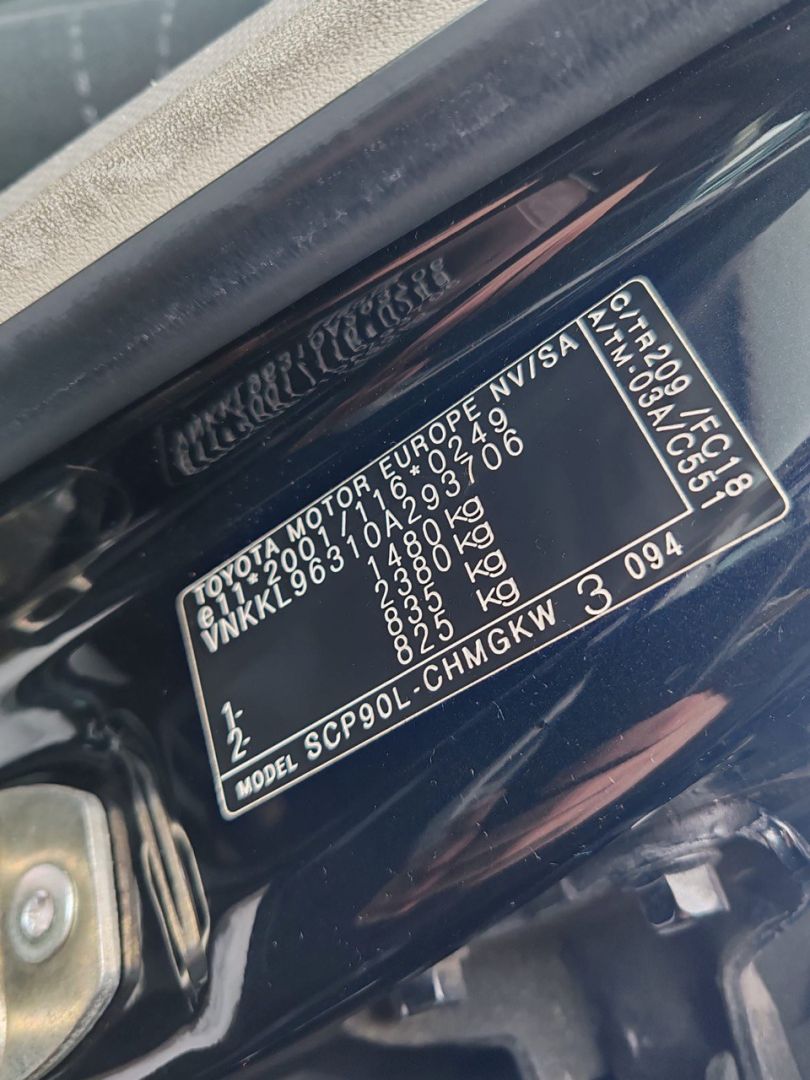 TOYOTA MOTOR EUROPE NV/SA
e11*2001/116*0249
VNKKL96310A293706
1480 kg
2380 kg
1- 835 kg
2- 825 kg
MODEL SCP90L-CHMGKW 3 094
C/TR209 /FC18
A/TM-03A/C551